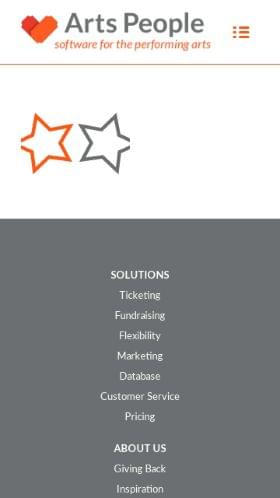 Arts People
software for the performing arts
SOLUTIONS
Ticketing
Fundraising
Flexibility
Marketing
Database
Customer Service
Pricing
ABOUT US
Giving Back
Inspiration